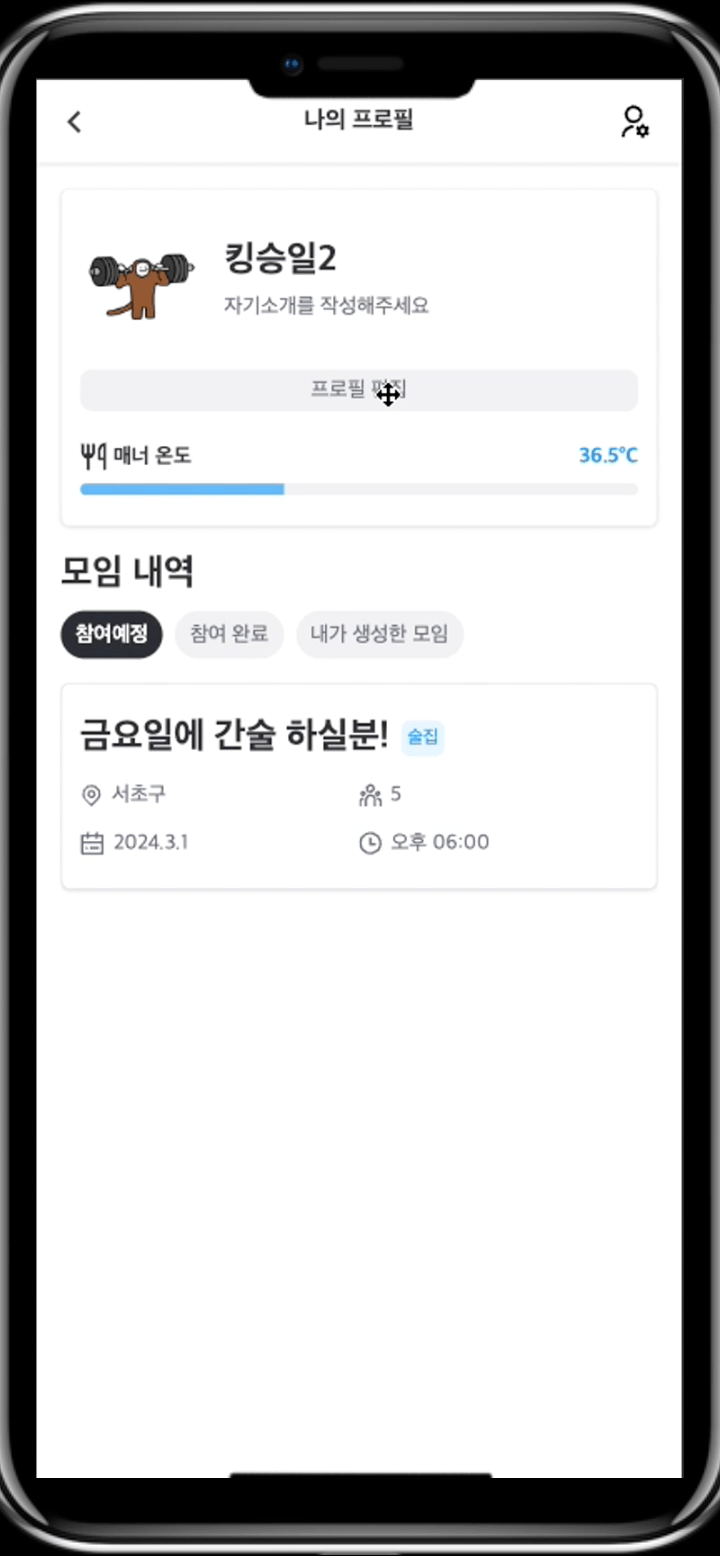 나의 프로필
킹승일2
자기소개를 작성해주세요
프로필 편집
매너 온도 36.5°C
모임 내역
참여예정 참여 완료 내가 생성한 모임
금요일에 간술 하실분! 술집
서초구 5
2024.3.1 오후 06:00